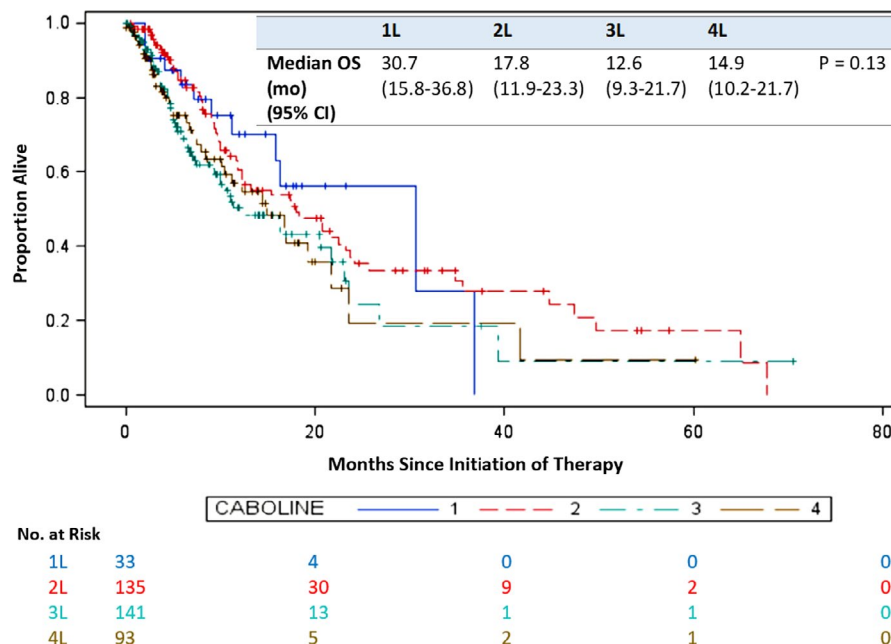 1L 2L 3L 4L
Median OS 30.7 17.8 12.6 14.9 P = 0.13
(mo) (15.8-36.8) (11.9-23.3) (9.3-21.7) (10.2-21.7)
(95% CI)
Proportion Alive
1.0
0.8
0.6
0.4
0.2
0.0
0 20 40 60 80
Months Since Initiation of Therapy
CABOLINE 1 2 3 4
No. at Risk
1L 33 4 0 0 0
2L 135 30 9 2 0
3L 141 13 1 1 0
4L 93 5 2 1 0